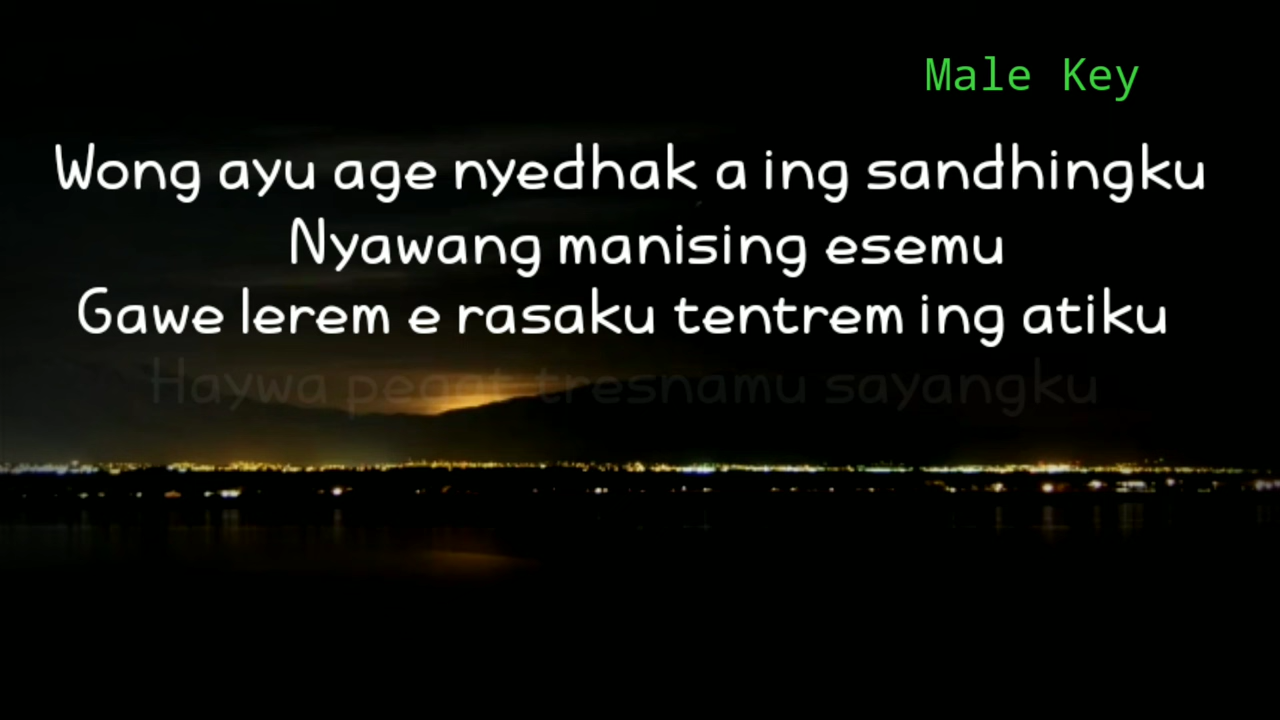 Male Key
Wong ayu age nyedhak a ing sandhingku
Nyawang manising esemu
Gawe lerem e rasaku tentrem ing atiku
Haywa pegat tresnamu sayangku